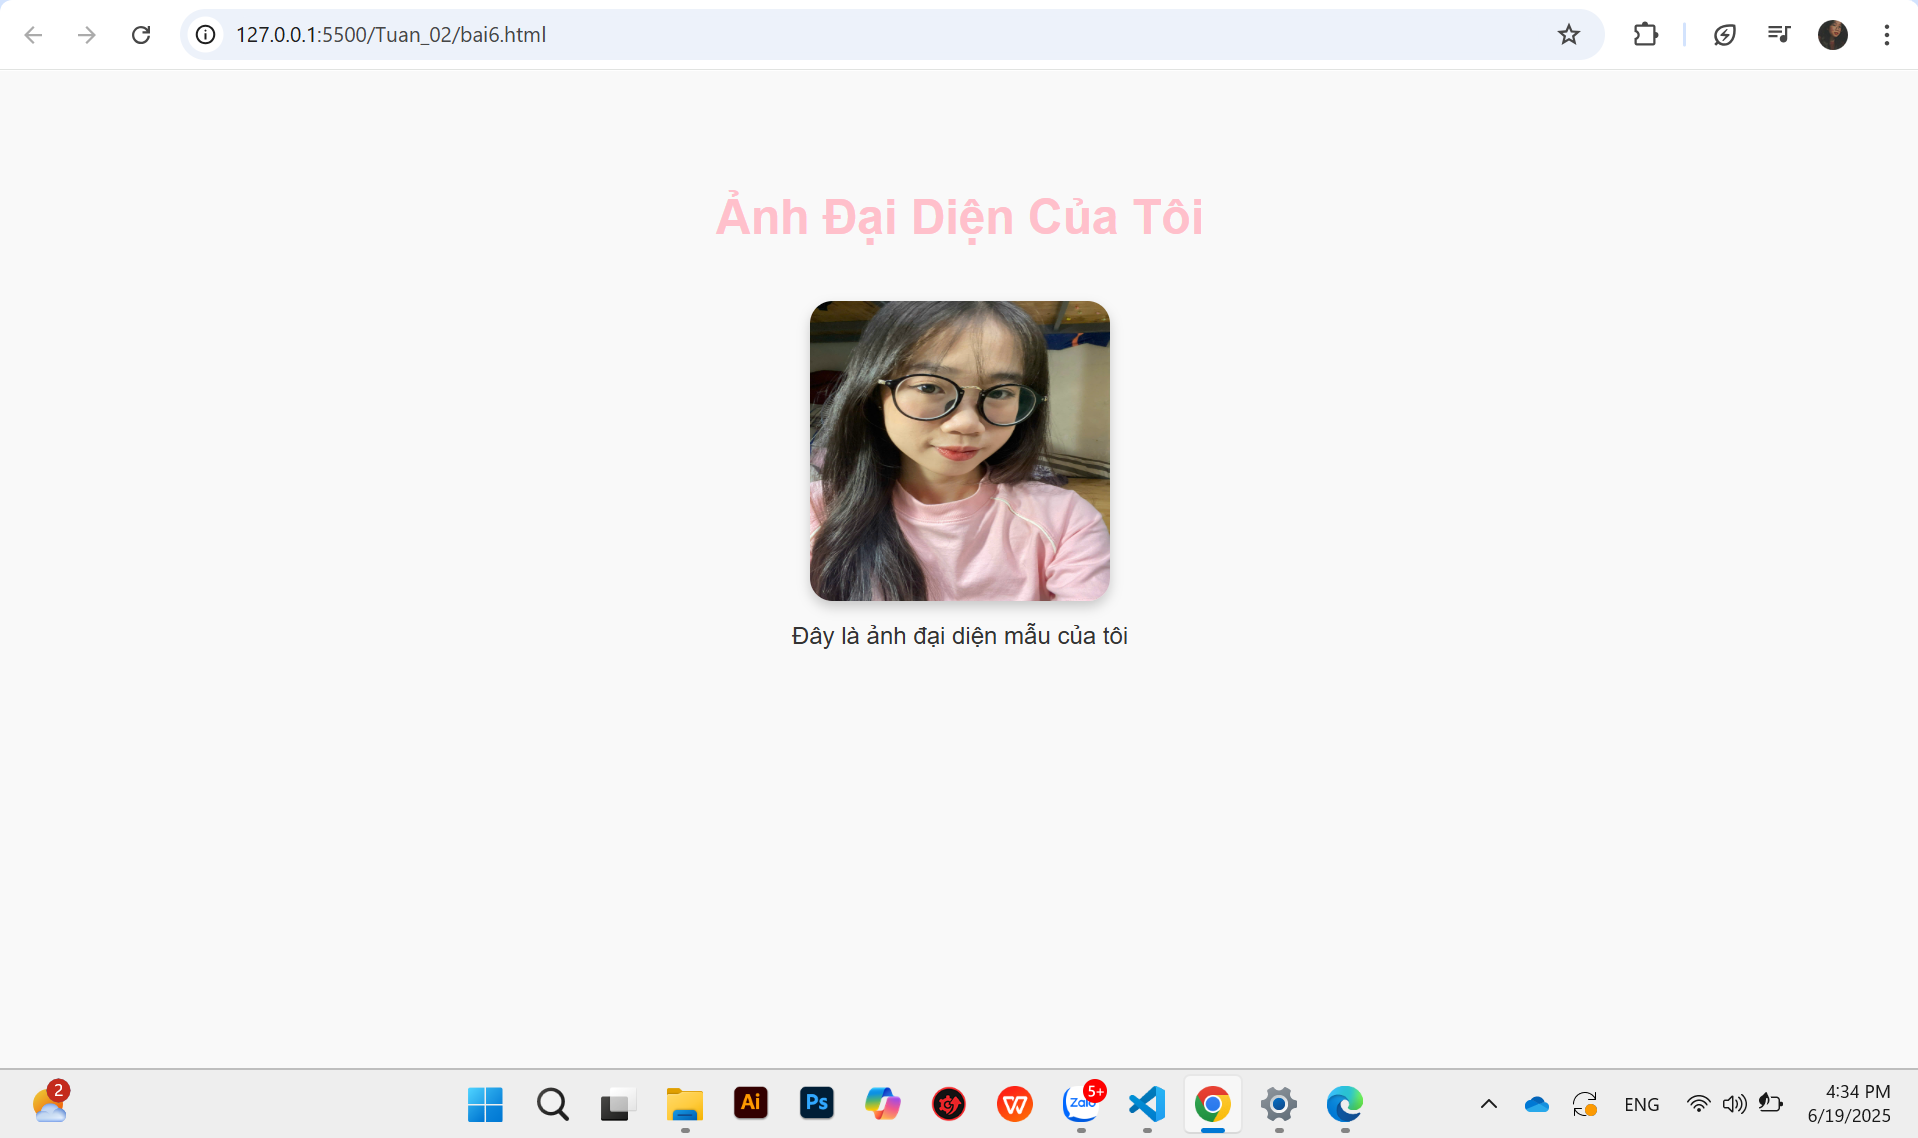 127.0.0.1:5500/Tuan_02/bai6.html
Ảnh Đại Diện Của Tôi
Đây là ảnh đại diện mẫu của tôi
2
Ai
Ps
Zalo
5+
ENG
4:34 PM
6/19/2025